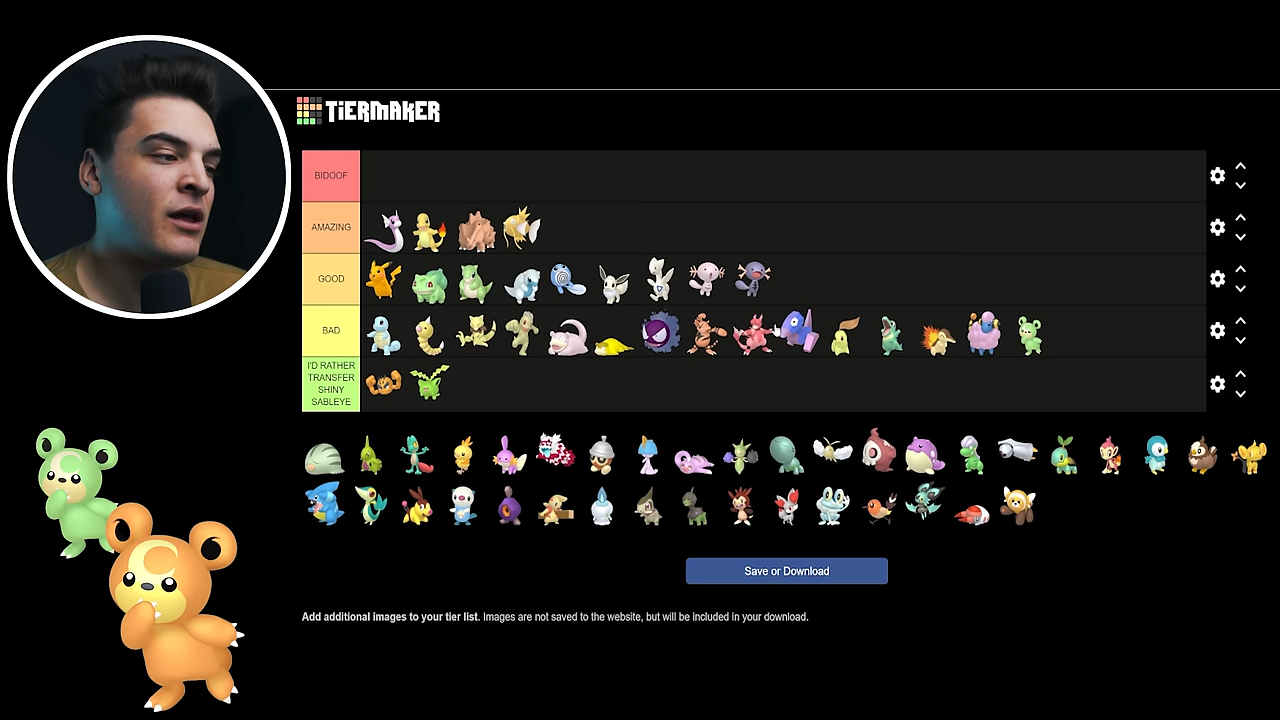 TiERMAKER
BIDOOF
AMAZING
GOOD
BAD
I'D RATHER
TRANSFER
SHINY
SABLEYE
Save or Download
Add additional images to your tier list. Images are not saved to the website, but will be included in your download.